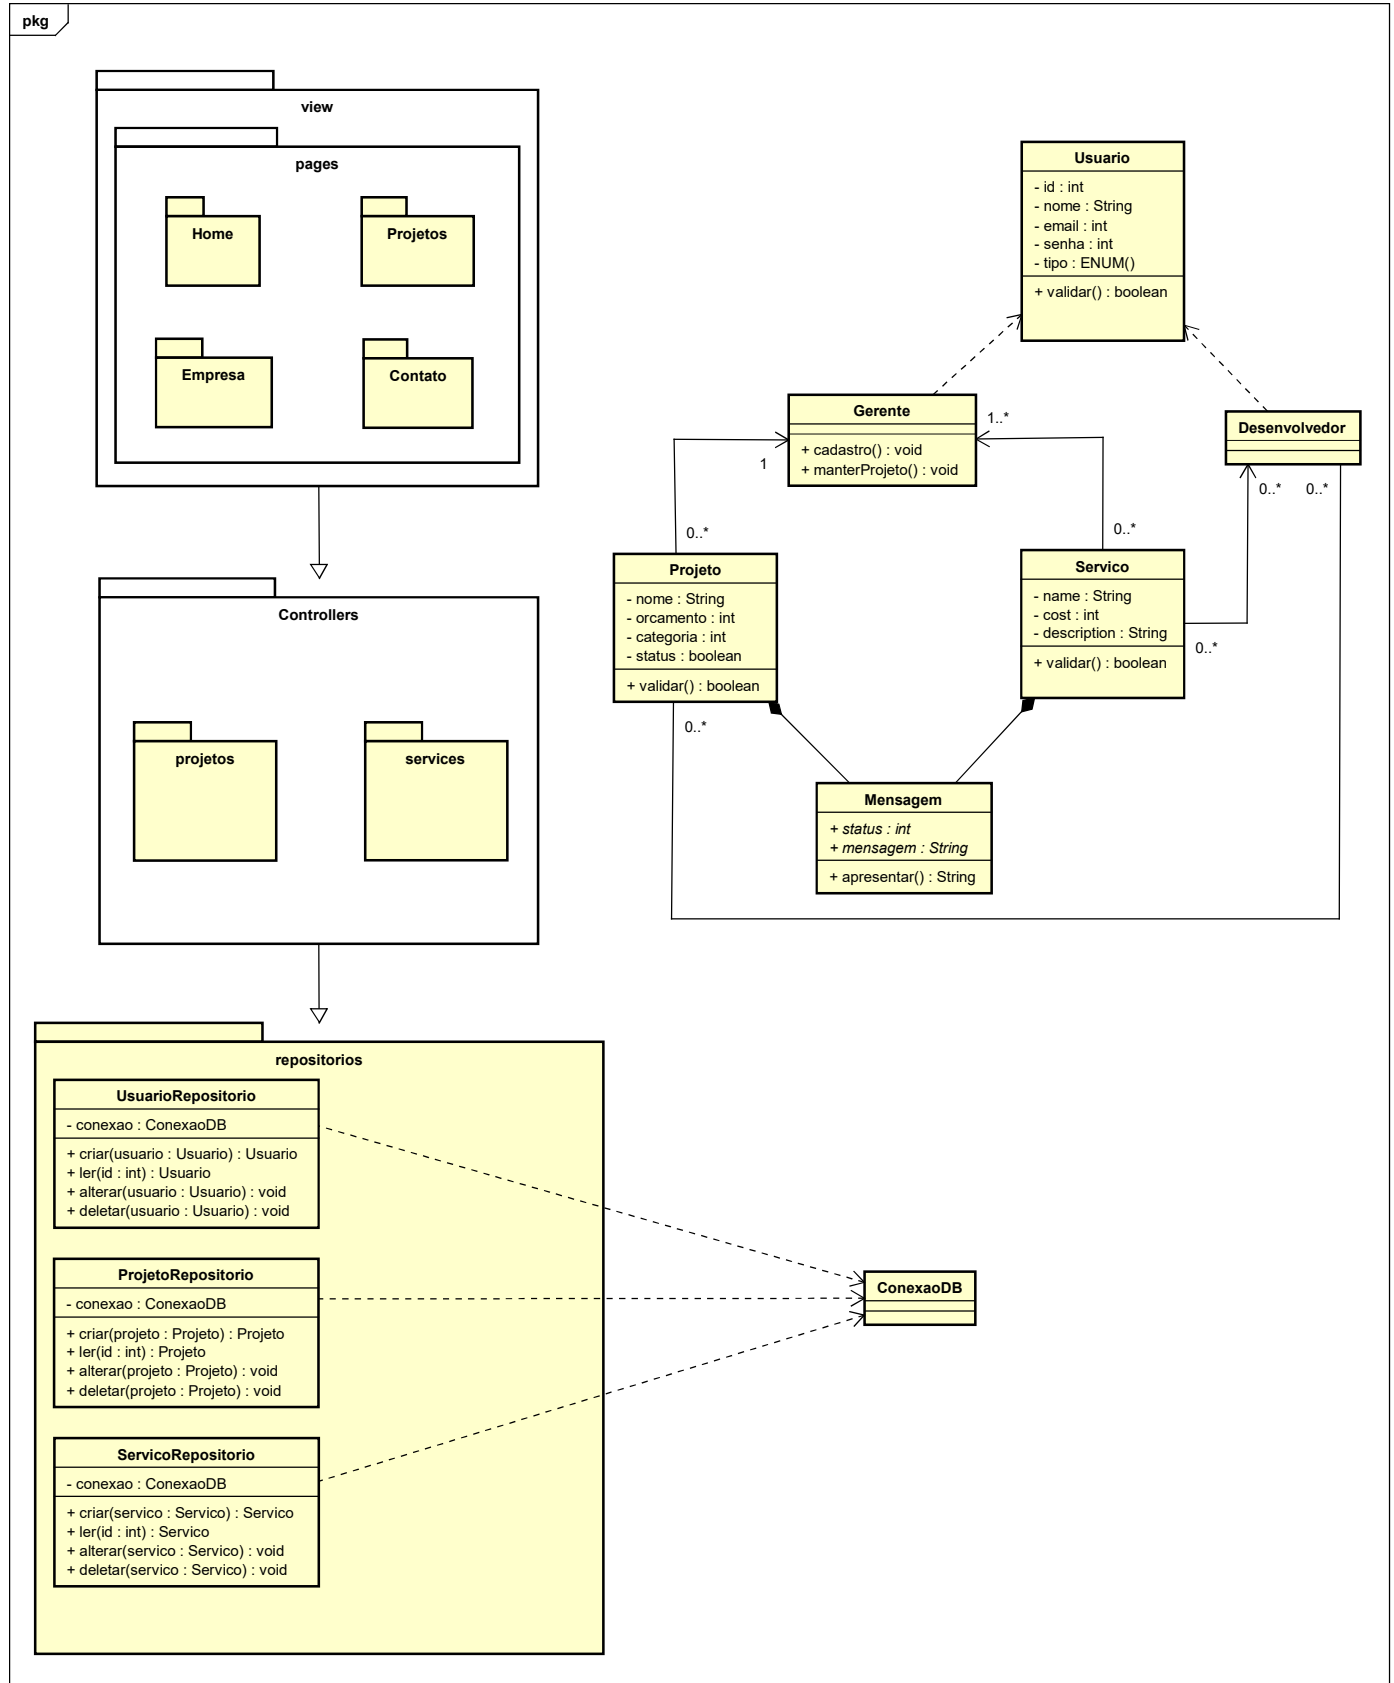 pkg
view
pages
Home
Projetos
Empresa
Contato
Controllers
projetos
services
repositorios
UsuarioRepositorio
- conexao : ConexaoDB
+ criar(usuario : Usuario) : Usuario
+ ler(id : int) : Usuario
+ alterar(usuario : Usuario) : void
+ deletar(usuario : Usuario) : void
ProjetoRepositorio
- conexao : ConexaoDB
+ criar(projeto : Projeto) : Projeto
+ ler(id : int) : Projeto
+ alterar(projeto : Projeto) : void
+ deletar(projeto : Projeto) : void
ServicoRepositorio
- conexao : ConexaoDB
+ criar(servico : Servico) : Servico
+ ler(id : int) : Servico
+ alterar(servico : Servico) : void
+ deletar(servico : Servico) : void
Usuario
- id : int
- nome : String
- email : int
- senha : int
- tipo : ENUM()
+ validar() : boolean
Gerente
+ cadastro() : void
+ manterProjeto() : void
1..*
1
Desenvolvedor
0..*
0..*
0..*
0..*
Projeto
- nome : String
- orcamento : int
- categoria : int
- status : boolean
+ validar() : boolean
0..*
Servico
- name : String
- cost : int
- description : String
+ validar() : boolean
0..*
Mensagem
+ status : int
+ mensagem : String
+ apresentar() : String
ConexaoDB